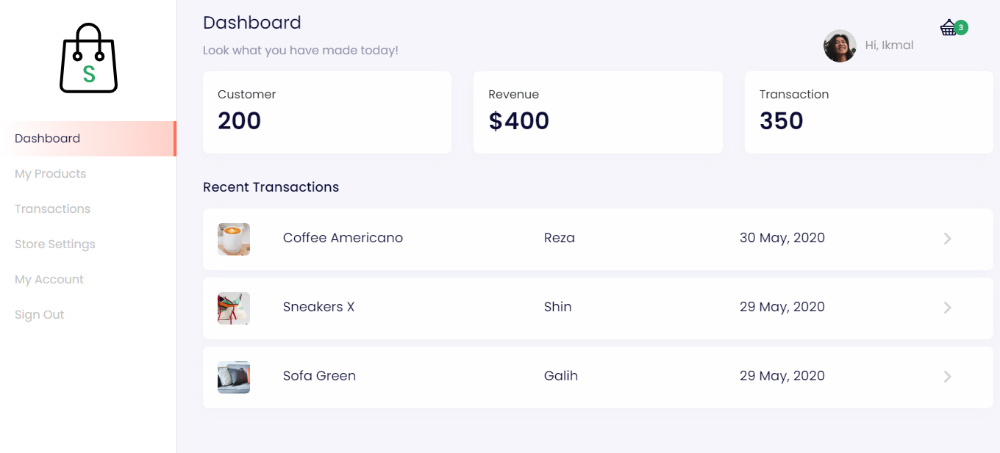 S
Dashboard
My Products
Transactions
Store Settings
My Account
Sign Out
Dashboard
Look what you have made today!
Hi, Ikmal
3
Customer
200
Revenue
$400
Transaction
350
Recent Transactions
Coffee Americano Reza 30 May, 2020
Sneakers X Shin 29 May, 2020
Sofa Green Galih 29 May, 2020